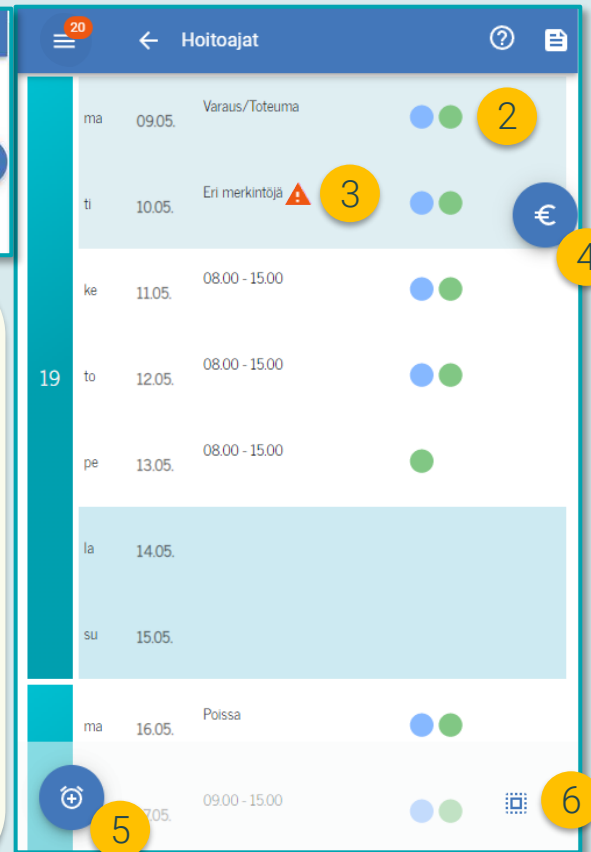 20
Hoitoajat
ma 09.05. Varaus/Toteuma 2
ti 10.05. Eri merkintöjä 3
€
4
ke 11.05. 08.00 - 15.00
19 to 12.05. 08.00 - 15.00
pe 13.05. 08.00 - 15.00
la 14.05.
su 15.05.
ma 16.05. Poissa
7.05. 09.00 - 15.00 6
5